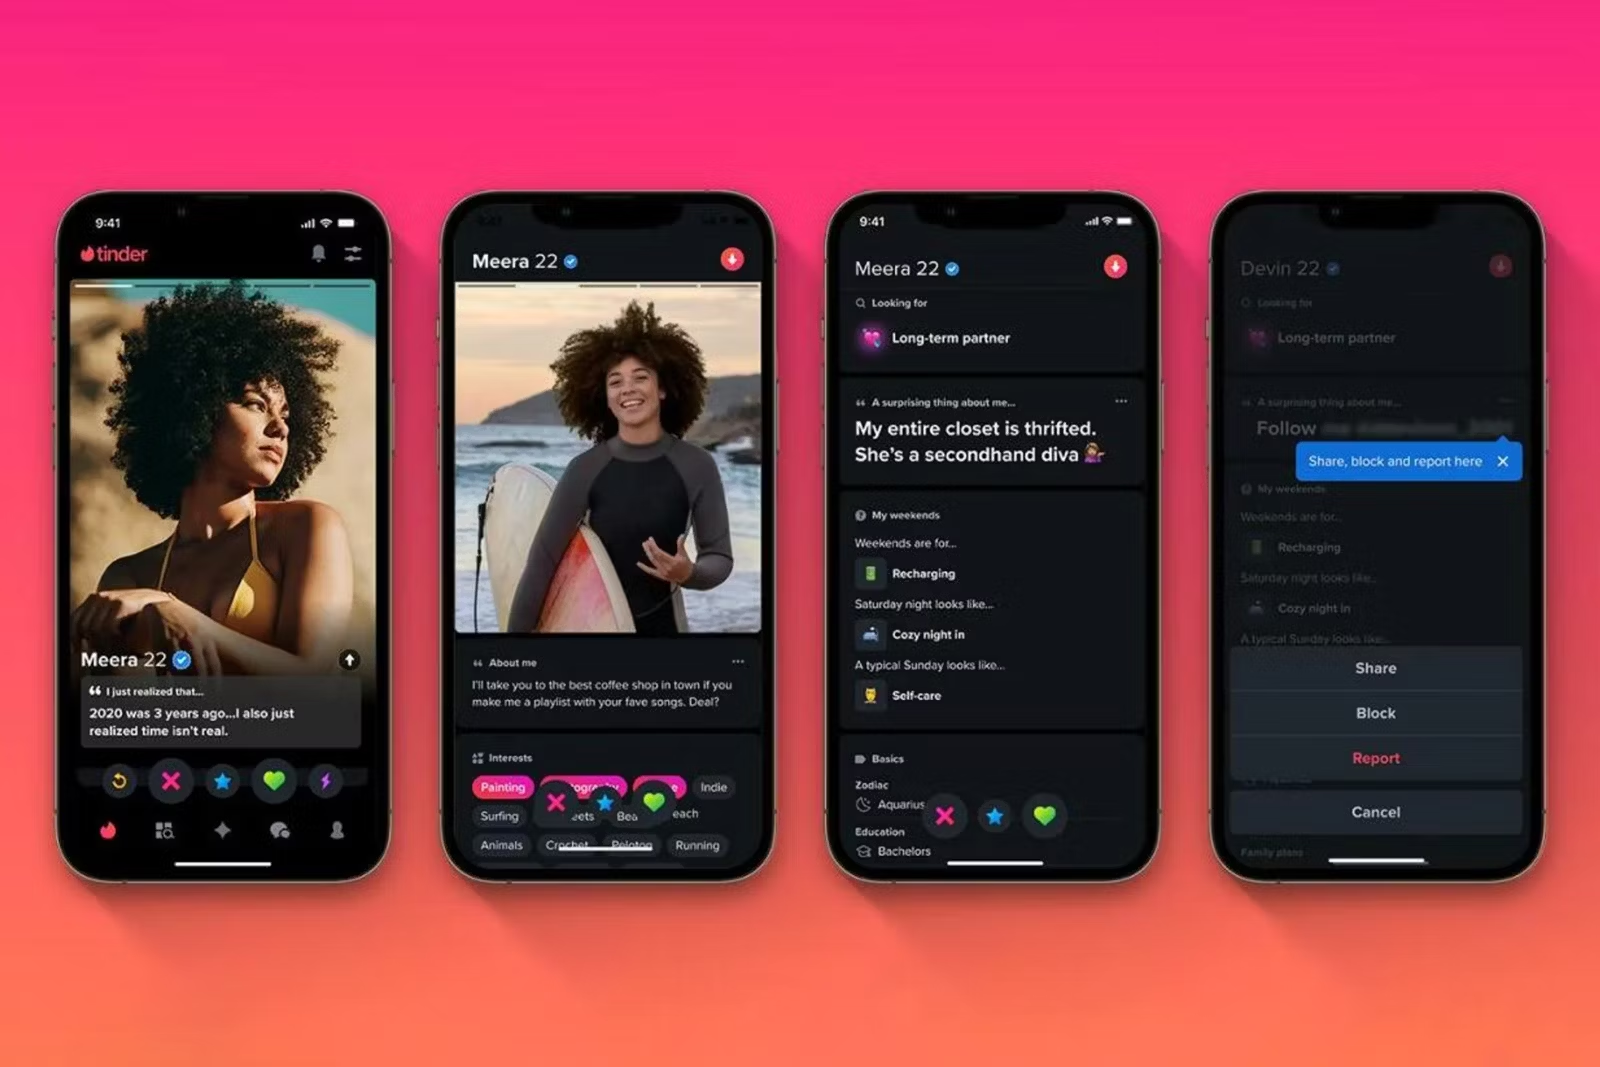 9:41
tinder
Meera 22
I just realized that...
2020 was 3 years ago...I also just
realized time isn't real.
Meera 22
About me
I'll take you to the best coffee shop in town if you
make me a playlist with your fave songs. Deal?
Interests
Painting
Indie
Surfing
Animals
Crochet
Peloton
Running
9:41
Meera 22
Looking for
Long-term partner
A surprising thing about me...
My entire closet is thrifted.
She's a secondhand diva
My weekends
Weekends are for...
Recharging
Saturday night looks like...
Cozy night in
A typical Sunday looks like...
Self-care
Basics
Zodiac
Aquarius
Education
Bachelors
Devin 22
Looking for
Long-term partner
A surprising thing about me...
Follow
Share, block and report here
My weekends
Weekends are for...
Recharging
Saturday night looks like...
Cozy night in
A typical Sunday looks like...
Share
Block
Report
Cancel
Family plans